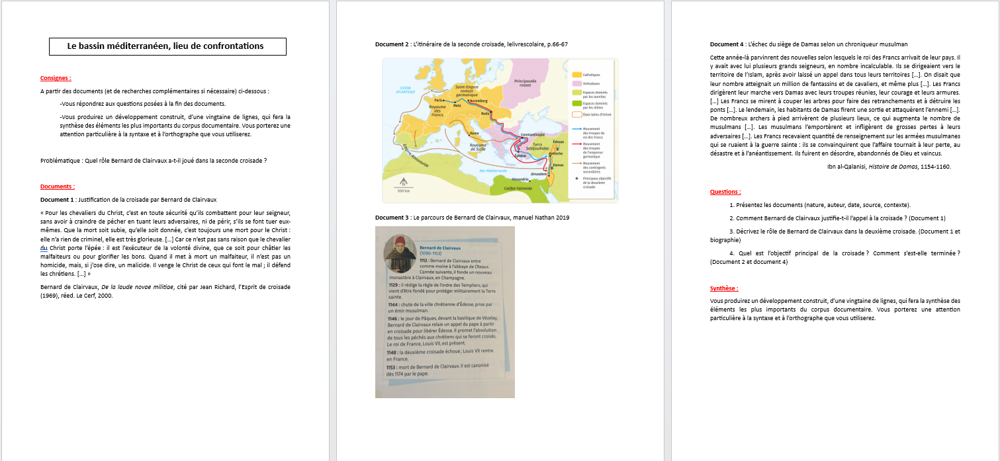 Le bassin méditerranéen, lieu de confrontations
Consignes :
A partir des documents (et de recherches complémentaires si nécessaire) ci-dessous :
-Vous répondrez aux questions posées à la fin des documents.
-Vous produirez un développement construit, d'une vingtaine de lignes, qui fera la
synthèse des éléments les plus importants du corpus documentaire. Vous porterez une
attention particulière à la syntaxe et à l'orthographe que vous utiliserez.
Problématique : Quel rôle Bernard de Clairvaux a-t-il joué dans la seconde croisade ?
Documents :
Document 1 : Justification de la croisade par Bernard de Clairvaux
« Pour les chevaliers du Christ, c'est en toute sécurité qu'ils combattent pour leur seigneur,
sans avoir à craindre de pécher en tuant leurs adversaires, ni de périr, s'ils se font tuer eux-
mêmes. Que la mort soit subie, qu'elle soit donnée, c'est toujours une mort pour le Christ :
elle n'a rien de criminel, elle est très glorieuse. […] Car ce n'est pas sans raison que le chevalier
du Christ porte l'épée : il est l'exécuteur de la volonté divine, que ce soit pour châtier les
malfaiteurs ou pour glorifier les bons. Quand il met à mort un malfaiteur, il n'est pas un
homicide, mais, si j'ose dire, un malicide. Il venge le Christ de ceux qui font le mal ; il défend
les chrétiens. […] »
Bernard de Clairvaux, De la laude novae militiae, cité par Jean Richard, l'Esprit de croisade
(1969), rééd. Le Cerf, 2000.
Document 2 : L'itinéraire de la seconde croisade, lelivrescolaire, p.66-67
OCÉAN
ATLANTIQUE
Saint-Empire
romain
germanique
Principautés
russes
Paris
Metz
Nuremberg
Royaume
des
Francs
Buda
Rome
Royaume
de Sicile
Constantinople
Turcs
Seldjoukides
Éphèse
Édesse
Antioche
Damas
Jérusalem
Empire Almoravide
Mer Méditerranée
Alexandrie
Califat Fatimide
N
500 km
Catholiques
Orthodoxes
Espaces dominés
par les sunnites
Espaces dominés
par les chiites
États latins d'Orient
Mouvement
des troupes du
roi des Francs
Mouvement
des troupes
de l'empereur
germanique
Mouvement
des contingents
secondaires
Principaux objectifs
de la deuxième
croisade
Document 3 : Le parcours de Bernard de Clairvaux, manuel Nathan 2019
Bernard de Clairvaux
(1090-1153)
1112 : Bernard de Clairvaux entre
comme moine à l'abbaye de Cîteaux.
L'année suivante, il fonde un nouveau
monastère à Clairvaux, en Champagne.
1129 : il rédige la règle de l'ordre des Templiers, qui
vient d'être fondé pour protéger militairement la Terre
sainte.
1144 : chute de la ville chrétienne d'Édesse, prise par
un émir musulman.
1146 : le jour de Pâques, devant la basilique de Vézelay,
Bernard de Clairvaux relaie un appel du pape à partir
en croisade pour libérer Édesse. Il promet l'absolution
de tous les péchés aux chrétiens qui se feront croisés.
Le roi de France, Louis VII, est présent.
1148 : la deuxième croisade échoue ; Louis VII rentre
en France.
1153 : mort de Bernard de Clairvaux. Il est canonisé
dès 1174 par le pape.
Document 4 : L'échec du siège de Damas selon un chroniqueur musulman
Cette année-là parvinrent des nouvelles selon lesquels le roi des Francs arrivait de leur pays. Il
y avait avec lui plusieurs grands seigneurs, en nombre incalculable. Ils se dirigeaient vers le
territoire de l'Islam, après avoir laissé un appel dans tous leurs territoires […]. On disait que
leur nombre atteignait un million de fantassins et de cavaliers, et même plus […]. Les Francs
dirigèrent leur marche vers Damas avec leurs troupes réunies, leur courage et leurs armures.
[…] Les Francs se mirent à couper les arbres pour faire des retranchements et à détruire les
ponts […]. Le lendemain, les habitants de Damas firent une sortie et attaquèrent l'ennemi […].
De nombreux archers à pied arrivèrent de plusieurs lieux, ce qui augmenta le nombre de
musulmans […]. Les musulmans l'emportèrent et infligèrent de grosses pertes à leurs
adversaires […]. Les Francs recevaient quantité de renseignement sur les armées musulmanes
qui se ruaient à la guerre sainte : ils se convainquirent que l'affaire tournait à leur perte, au
désastre et à l'anéantissement. Ils fuirent en désordre, abandonnés de Dieu et vaincus.
Ibn al-Qalanisi, Histoire de Damas, 1154-1160.
Questions :
1. Présentez les documents (nature, auteur, date, source, contexte).
2. Comment Bernard de Clairvaux justifie-t-il l'appel à la croisade ? (Document 1)
3. Décrivez le rôle de Bernard de Clairvaux dans la deuxième croisade. (Document 1 et
biographie)
4. Quel est l'objectif principal de la croisade ? Comment s'est-elle terminée ?
(Document 2 et document 4)
Synthèse :
Vous produirez un développement construit, d'une vingtaine de lignes, qui fera la synthèse des
éléments les plus importants du corpus documentaire. Vous porterez une attention
particulière à la syntaxe et à l'orthographe que vous utiliserez.